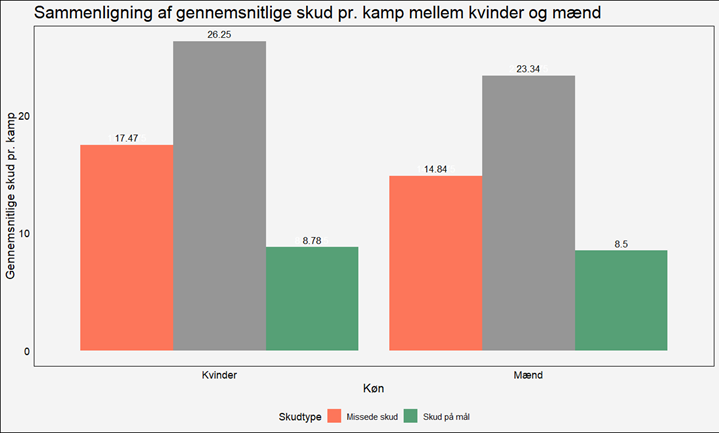 Sammenligning af gennemsnitlige skud pr. kamp mellem kvinder og mænd
Gennemsnitlige skud pr. kamp
20
10
0
17.47
26.25
8.78
14.84
23.34
8.5
Kvinder
Mænd
Køn
Skudtype
Missede skud
Skud på mål